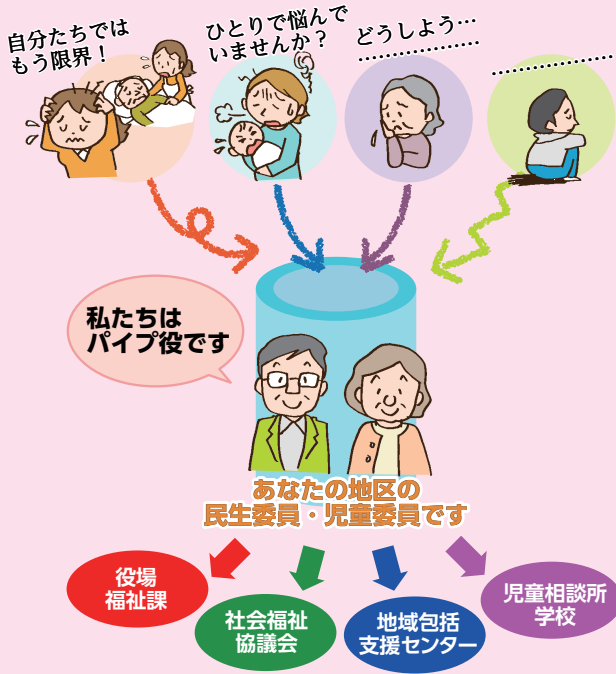 自分たちでは
もう限界！
ひとりで悩んで
いませんか？
どうしよう…
………………
………………
私たちは
パイプ役です
あなたの地区の
民生委員・児童委員です
役場
福祉課
社会福祉
協議会
地域包括
支援センター
児童相談所
学校